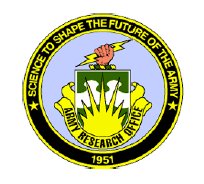 SCIENCE TO SHAPE THE FUTURE OF THE ARMY
ARMY RESEARCH OFFICE
1951